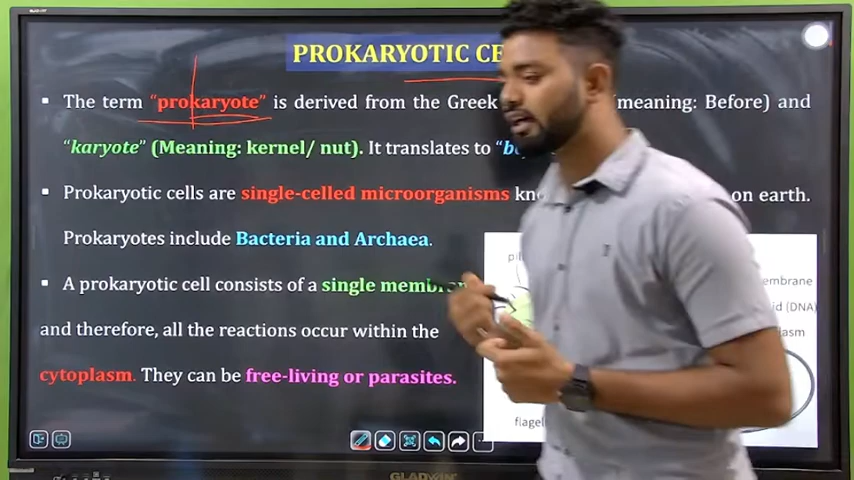 PROKARYOTIC CE
▪ The term "prokaryote" is derived from the Greek (meaning: Before) and
"karyote" (Meaning: kernel/ nut). It translates to "be
▪ Prokaryotic cells are single-celled microorganisms kno on earth.
Prokaryotes include Bacteria and Archaea.
▪ A prokaryotic cell consists of a single membran
and therefore, all the reactions occur within the
cytoplasm. They can be free-living or parasites.
pil
embrane
id (DNA)
asm
flagel
GLADWIN